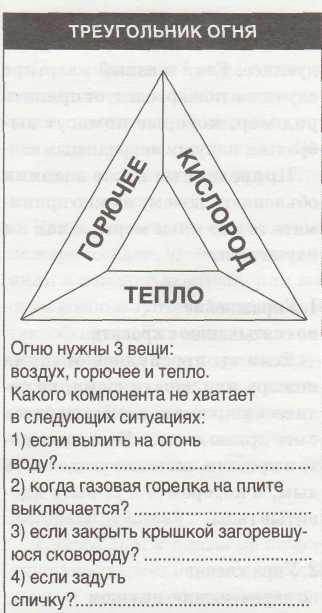 ТРЕУГОЛЬНИК ОГНЯ
ГОРЮЧЕЕ
КИСЛОРОД
ТЕПЛО
Огню нужны 3 вещи:
воздух, горючее и тепло.
Какого компонента не хватает
в следующих ситуациях:
1) если вылить на огонь
воду?
2) когда газовая горелка на плите
выключается?
3) если закрыть крышкой загоревшу-
юся сковороду?
4) если задуть
спичку?